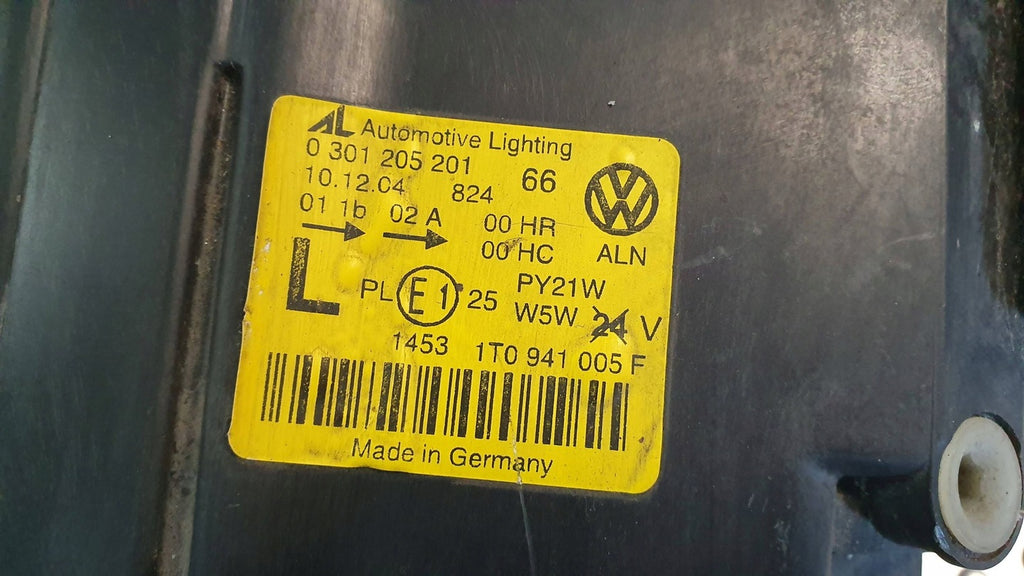 AL Automotive Lighting
0 301 205 201 66
10.12.04 824
01 1b 02 A 00 HR
00 HC ALN
L PL E1 25 PY21W
W5W 24 V
1453 1T0 941 005 F
Made in Germany